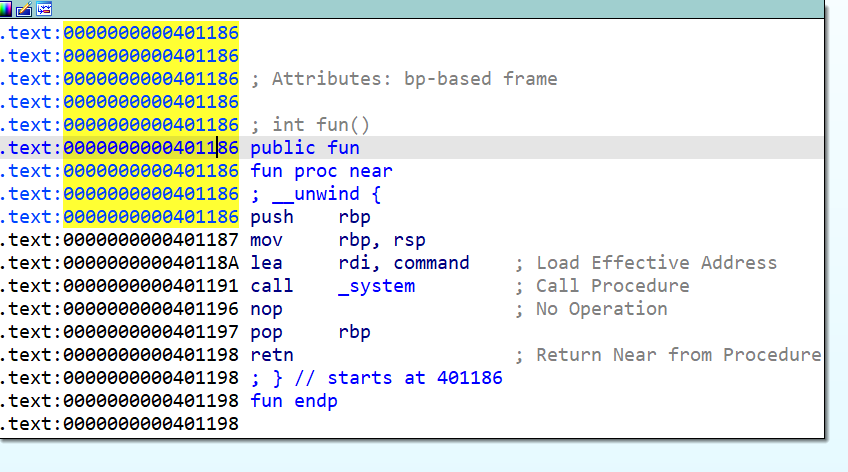 .text:0000000000401186
.text:0000000000401186
.text:0000000000401186 ; Attributes: bp-based frame
.text:0000000000401186
.text:0000000000401186 ; int fun()
.text:0000000000401186 public fun
.text:0000000000401186 fun proc near
.text:0000000000401186 ; __unwind {
.text:0000000000401186 push    rbp
.text:0000000000401187 mov     rbp, rsp
.text:000000000040118A lea     rdi, command    ; Load Effective Address
.text:0000000000401191 call    _system         ; Call Procedure
.text:0000000000401196 nop                     ; No Operation
.text:0000000000401197 pop     rbp
.text:0000000000401198 retn                    ; Return Near from Procedure
.text:0000000000401198 ; } // starts at 401186
.text:0000000000401198 fun endp
.text:0000000000401198